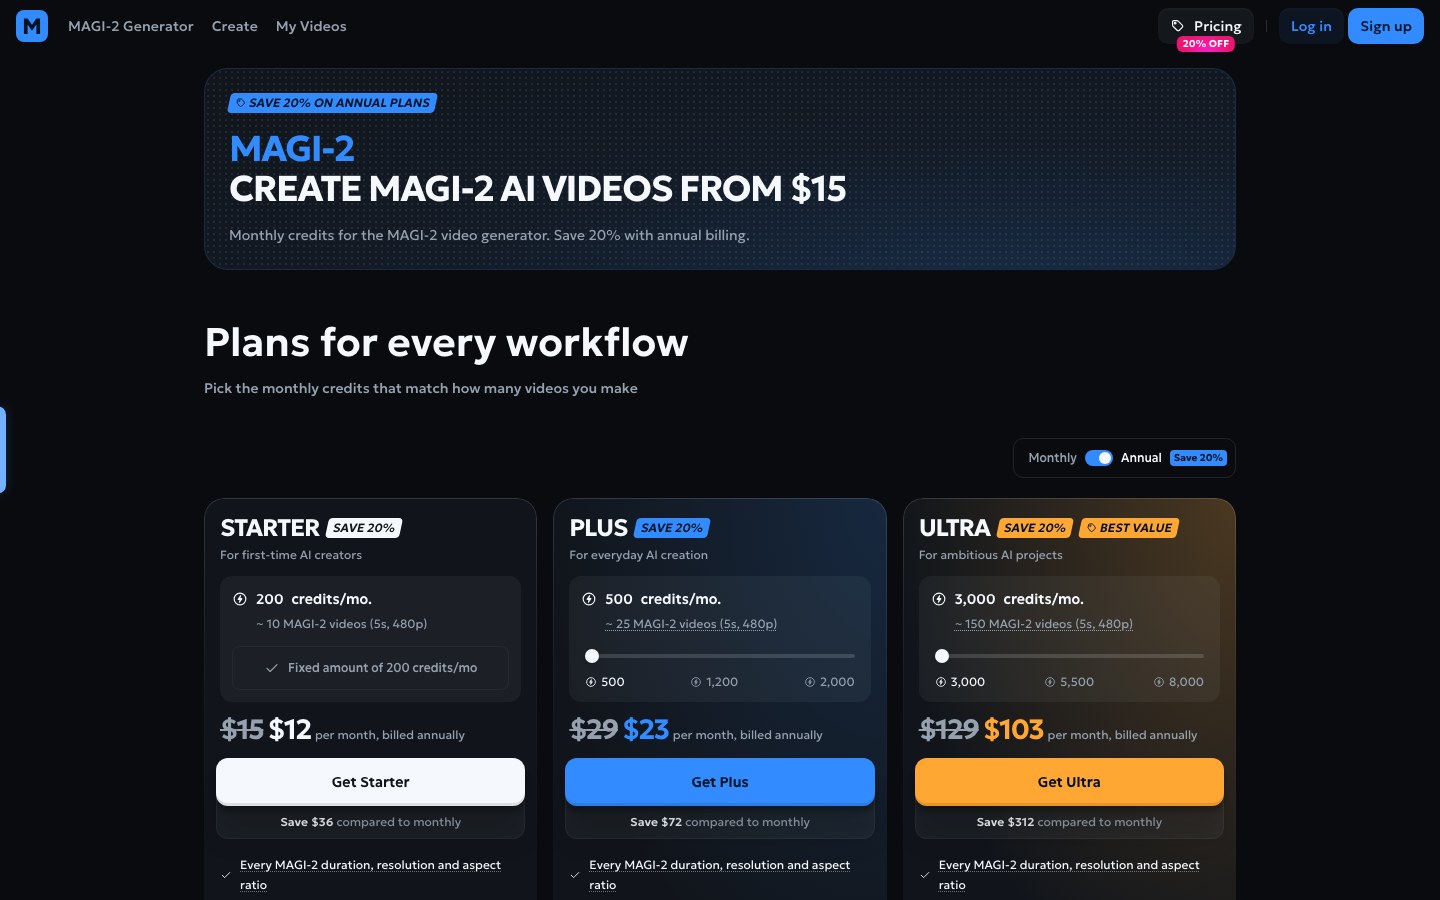 M MAGI-2 Generator Create My Videos Pricing Log in Sign up
20% OFF
SAVE 20% ON ANNUAL PLANS
MAGI-2
CREATE MAGI-2 AI VIDEOS FROM $15
Monthly credits for the MAGI-2 video generator. Save 20% with annual billing.
Plans for every workflow
Pick the monthly credits that match how many videos you make
Monthly Annual Save 20%
STARTER SAVE 20%
For first-time AI creators
200 credits/mo.
~ 10 MAGI-2 videos (5s, 480p)
Fixed amount of 200 credits/mo
$15 $12 per month, billed annually
Get Starter
Save $36 compared to monthly
Every MAGI-2 duration, resolution and aspect
ratio
PLUS SAVE 20%
For everyday AI creation
500 credits/mo.
~ 25 MAGI-2 videos (5s, 480p)
500 1,200 2,000
$29 $23 per month, billed annually
Get Plus
Save $72 compared to monthly
Every MAGI-2 duration, resolution and aspect
ratio
ULTRA SAVE 20% BEST VALUE
For ambitious AI projects
3,000 credits/mo.
~ 150 MAGI-2 videos (5s, 480p)
3,000 5,500 8,000
$129 $103 per month, billed annually
Get Ultra
Save $312 compared to monthly
Every MAGI-2 duration, resolution and aspect
ratio